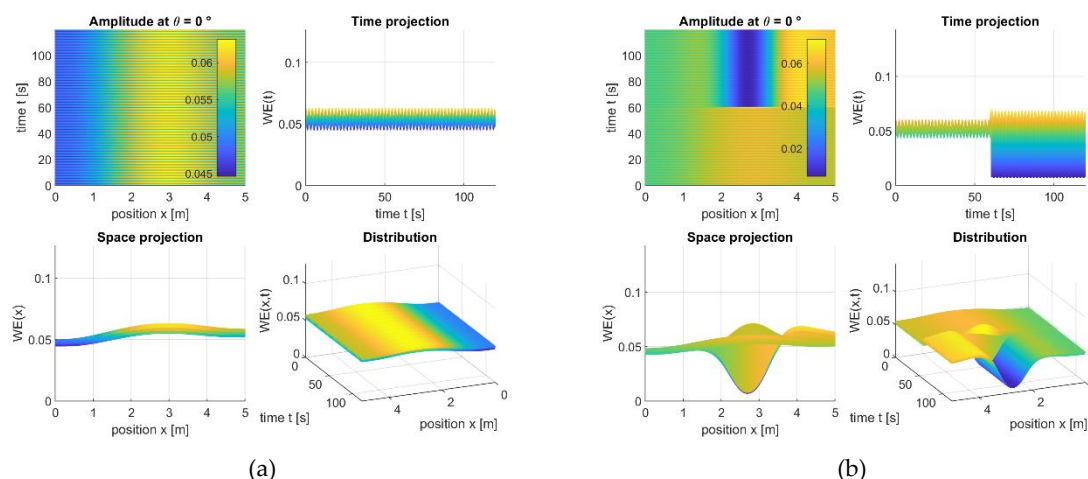 Amplitude at θ = 0 °
time t [s]
120
100
80
60
40
20
0
0.06
0.055
0.05
0.045
0 1 2 3 4 5
position x [m]
Time projection
WE(t)
0.1
0.05
0
0 50 100
time t [s]
Space projection
WE(x)
0.1
0.05
0
0 1 2 3 4 5
position x [m]
Distribution
WE(x,t)
0.1
0.05
0
0
50
100
time t [s]
4 2 0
position x [m]
(a)
Amplitude at θ = 0 °
time t [s]
120
100
80
60
40
20
0
0.06
0.04
0.02
0 1 2 3 4 5
position x [m]
Time projection
WE(t)
0.1
0.05
0
0 50 100
time t [s]
Space projection
WE(x)
0.1
0.05
0
0 1 2 3 4 5
position x [m]
Distribution
WE(x,t)
0.1
0.05
0
0
50
100
time t [s]
4 2 0
position x [m]
(b)